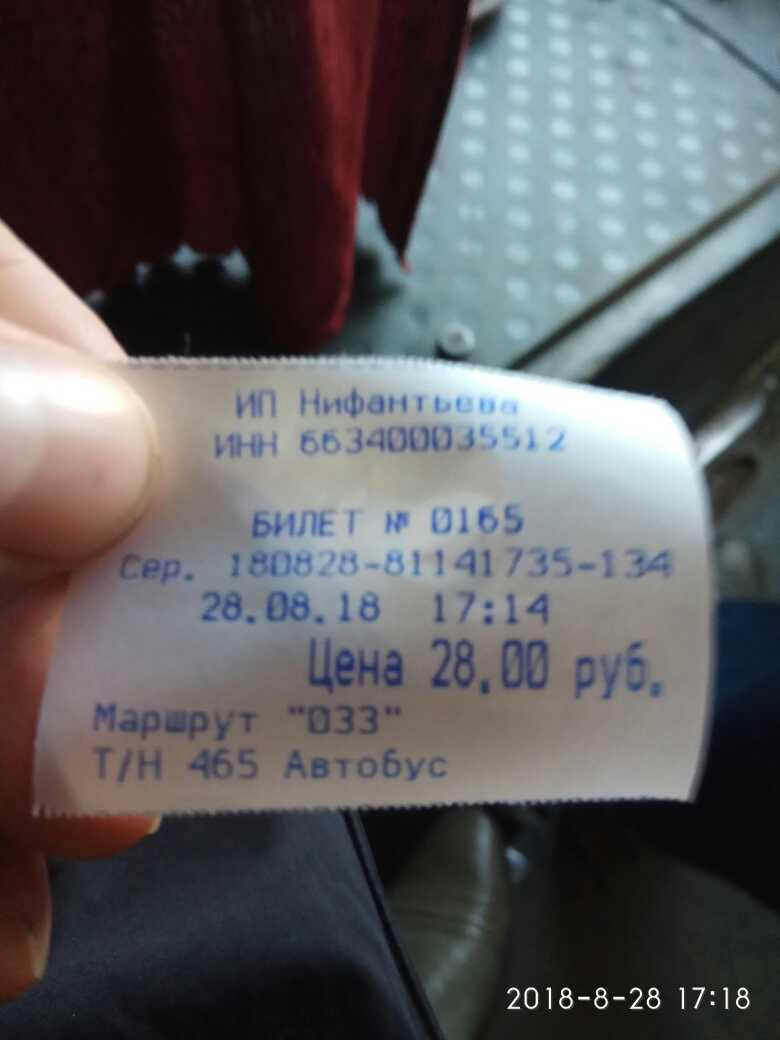 ИП Нифантьева
ИНН 663400035512
БИЛЕТ № 0165
Сер. 180828-81141735-134
28.08.18 17:14
Цена 28,00 руб.
Маршрут "033"
Т/Н 465 Автобус
2018-8-28 17:18